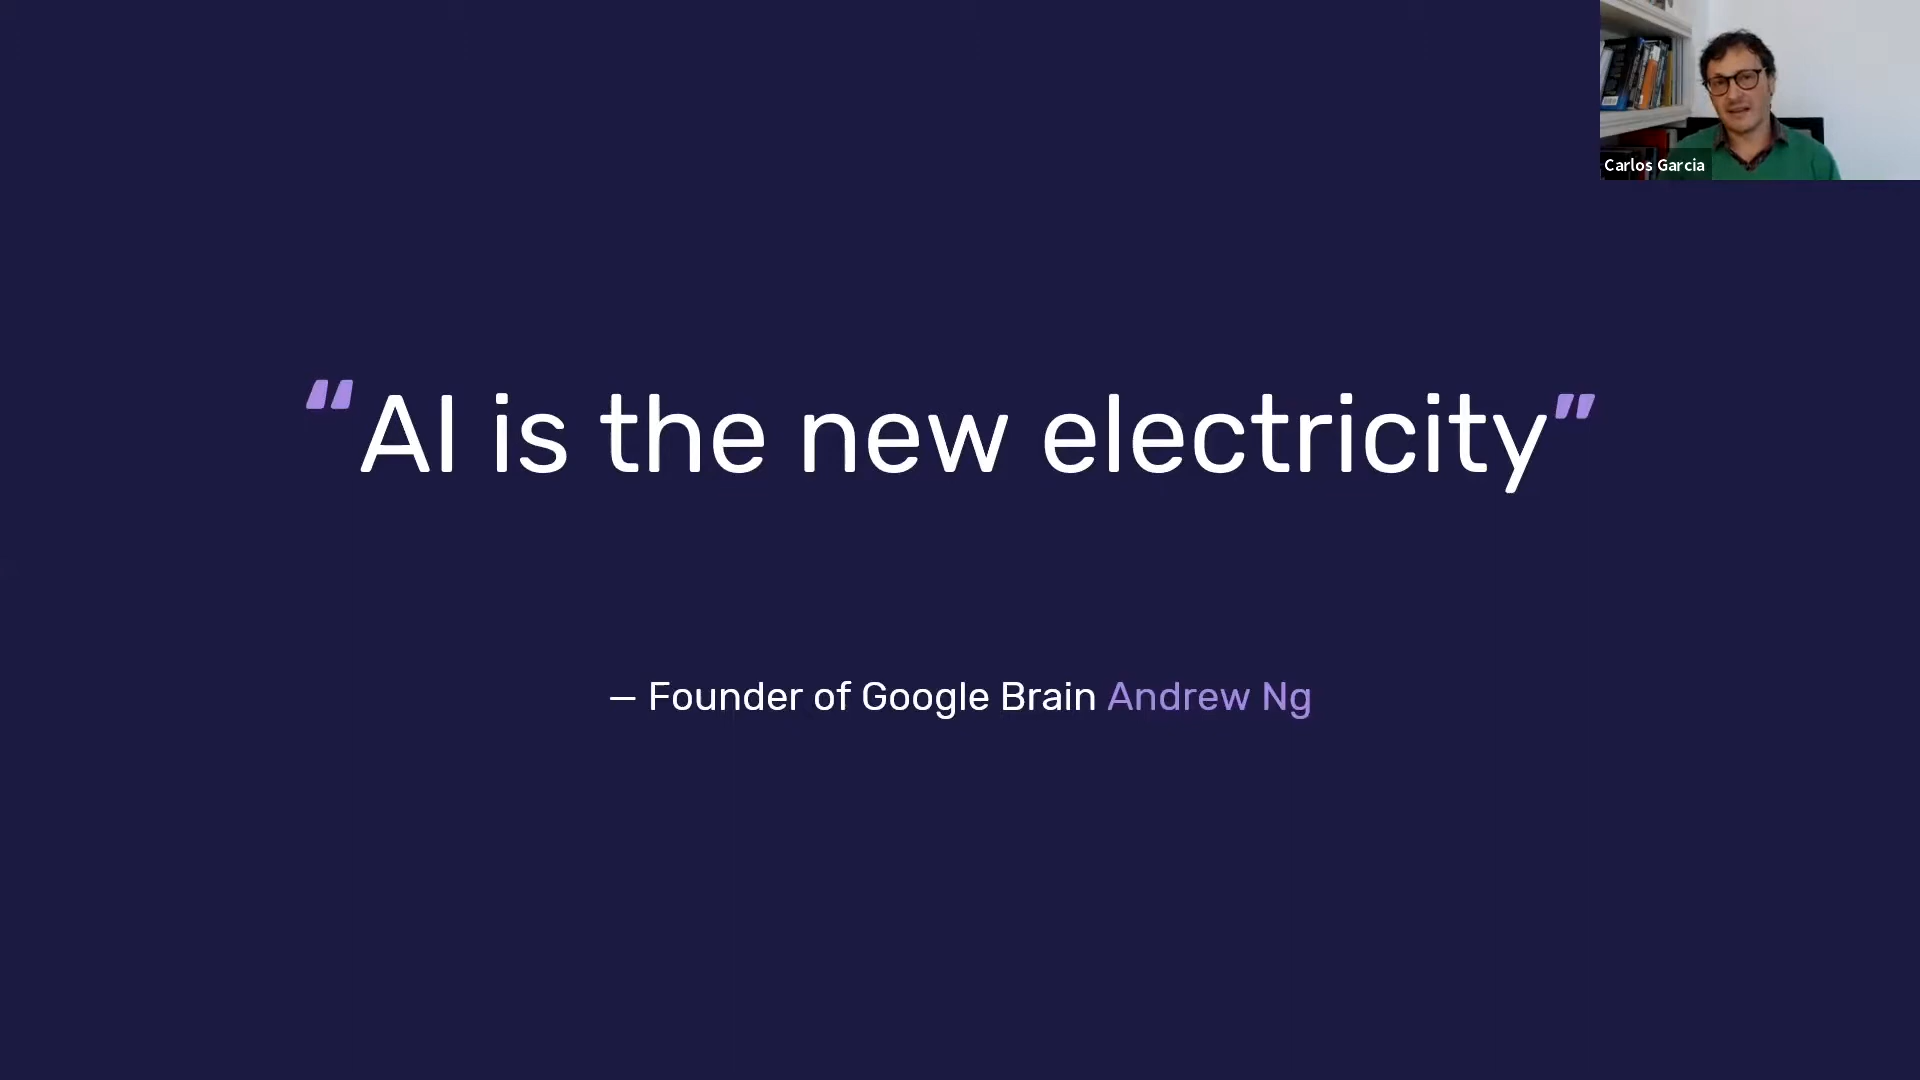 Carlos Garcia
“AI is the new electricity”
— Founder of Google Brain Andrew Ng